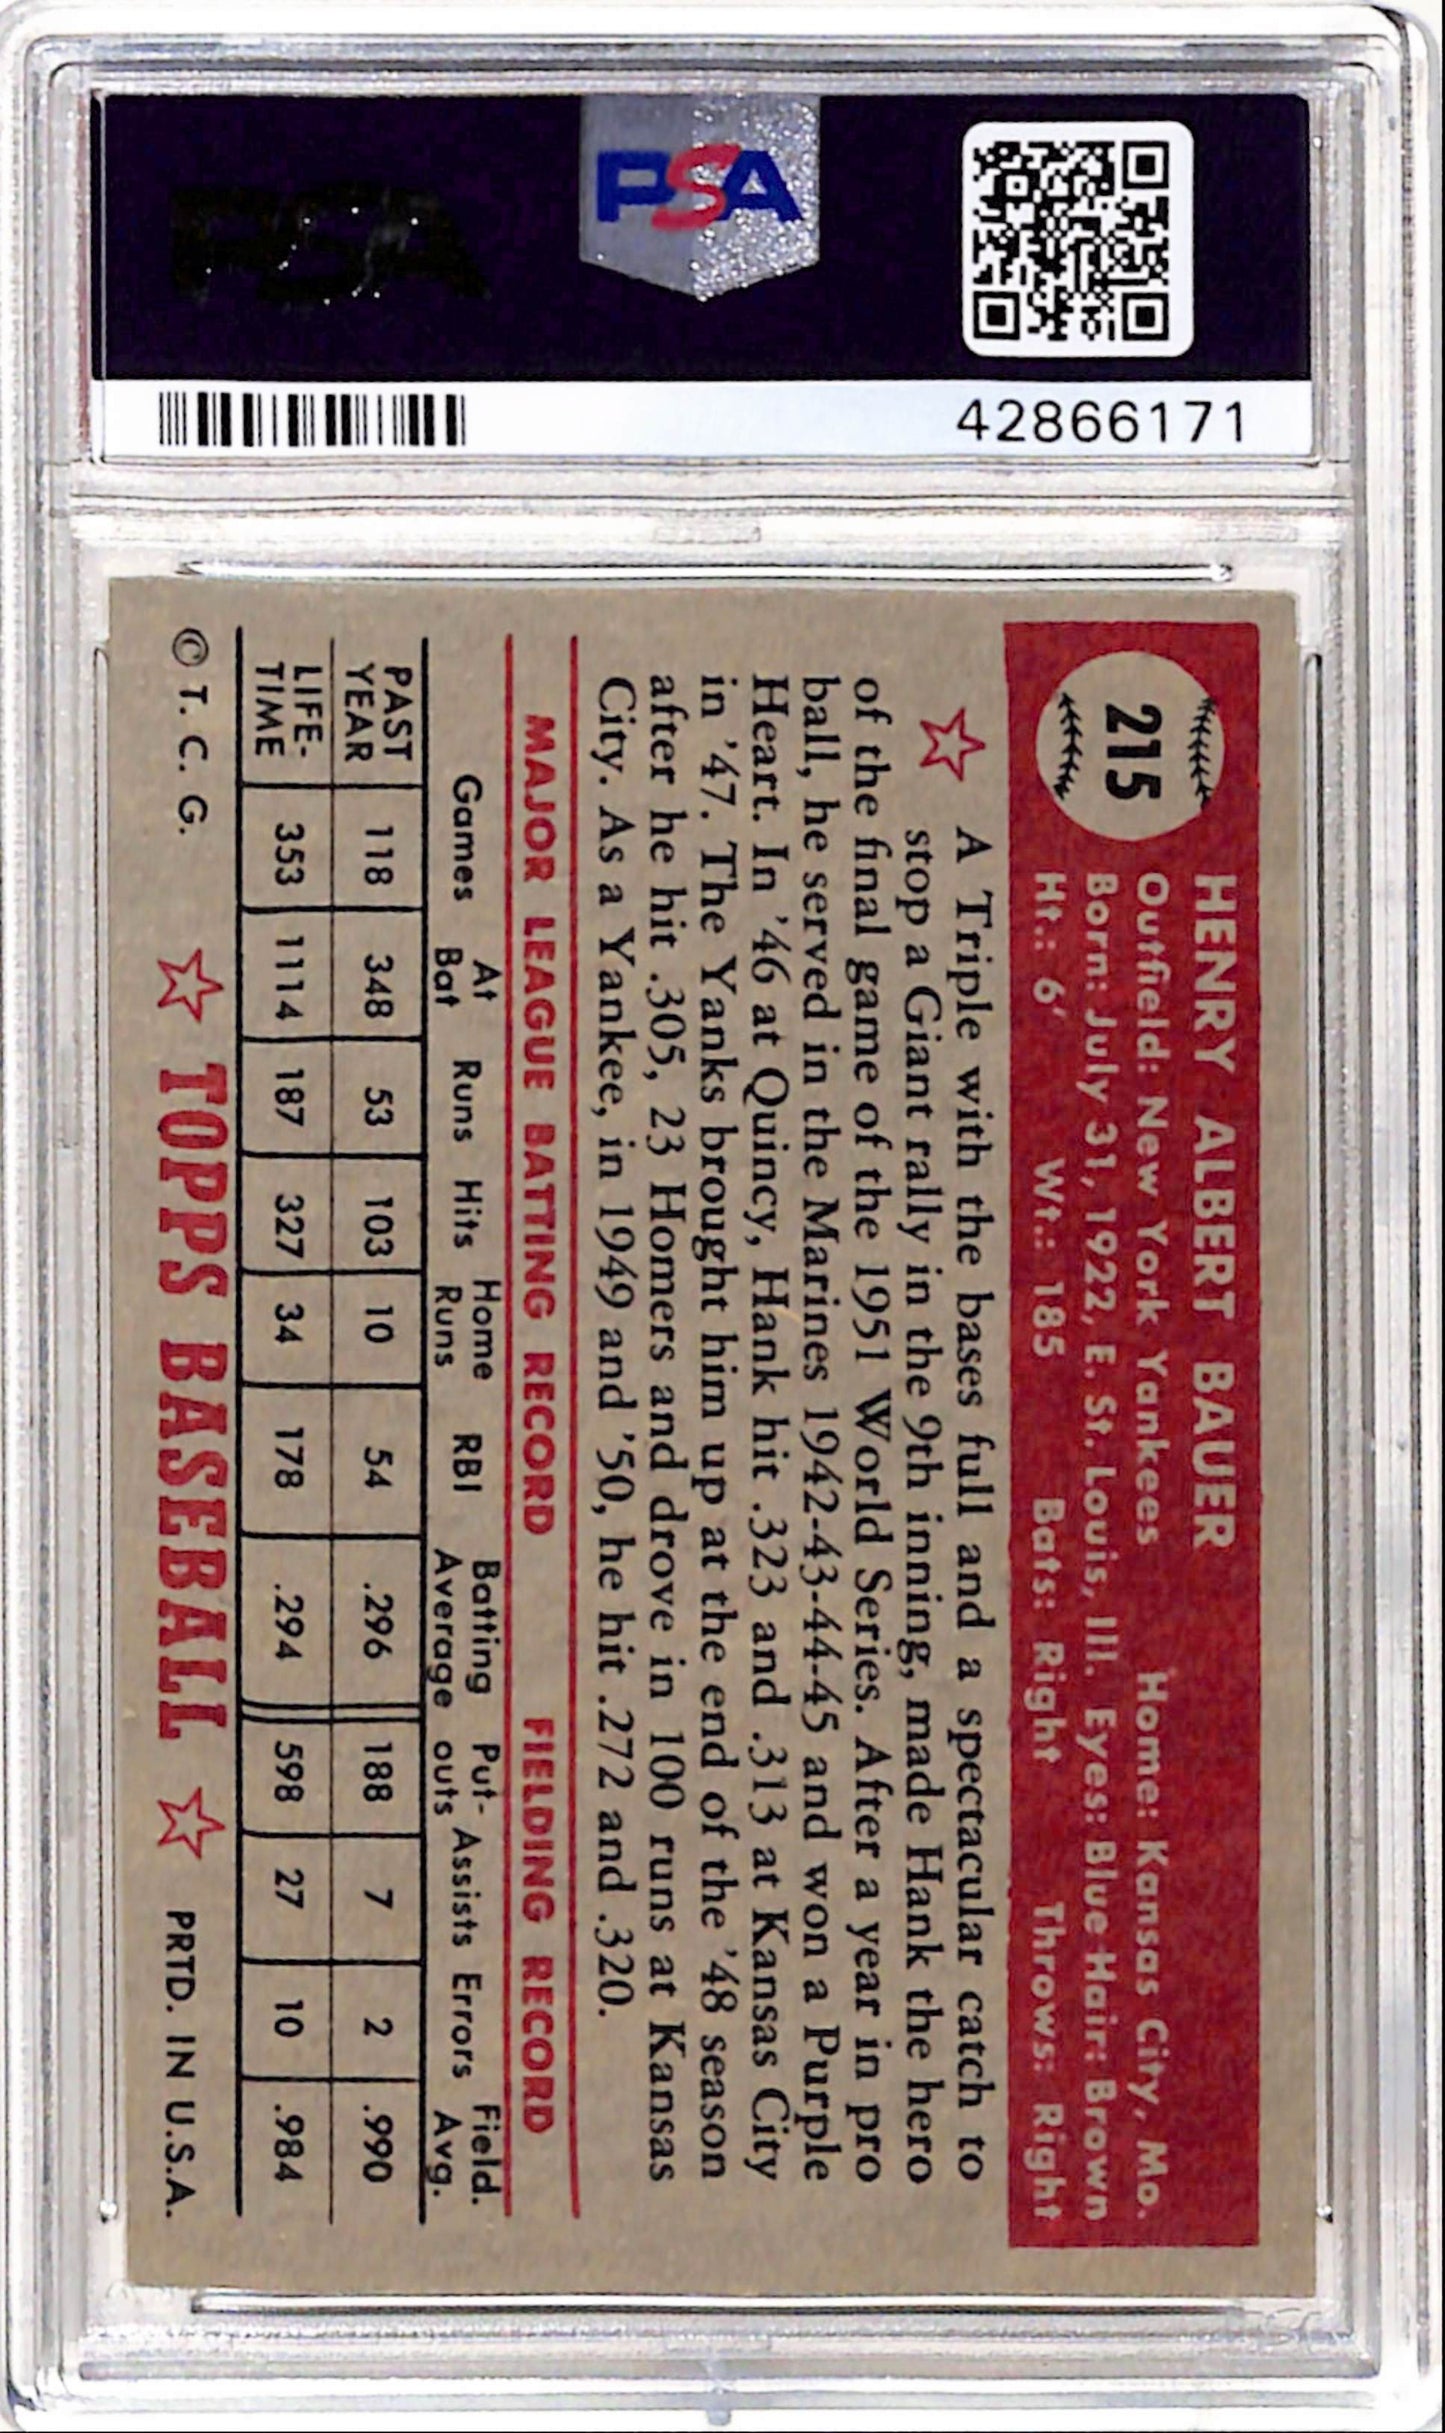 PSA
PSA
42866171
215
HENRY ALBERT BAUER
Outfield: New York Yankees Home: Kansas City, Mo.
Born: July 31, 1922, E. St. Louis, Ill. Eyes: Blue Hair: Brown
Ht.: 6' Wt.: 185 Bats: Right Throws: Right
A Triple with the bases full and a spectacular catch to
stop a Giant rally in the 9th inning, made Hank the hero
of the final game of the 1951 World Series. After a year in pro
ball, he served in the Marines 1942-43-44-45 and won a Purple
Heart. In '46 at Quincy, Hank hit .323 and .313 at Kansas City
in '47. The Yanks brought him up at the end of the '48 season
after he hit .305, 23 Homers and drove in 100 runs at Kansas
City. As a Yankee, in 1949 and '50, he hit .272 and .320.
MAJOR LEAGUE BATTING RECORD FIELDING RECORD
Games At Bat Runs Hits Home Runs RBI Batting Average Put-outs Assists Errors Field. Avg.
PAST YEAR 118 348 53 103 10 54 .296 188 7 2 .990
LIFE-TIME 353 1114 187 327 34 178 .294 598 27 10 .984
© T. C. G. TOPPS BASEBALL PRTD. IN U.S.A.